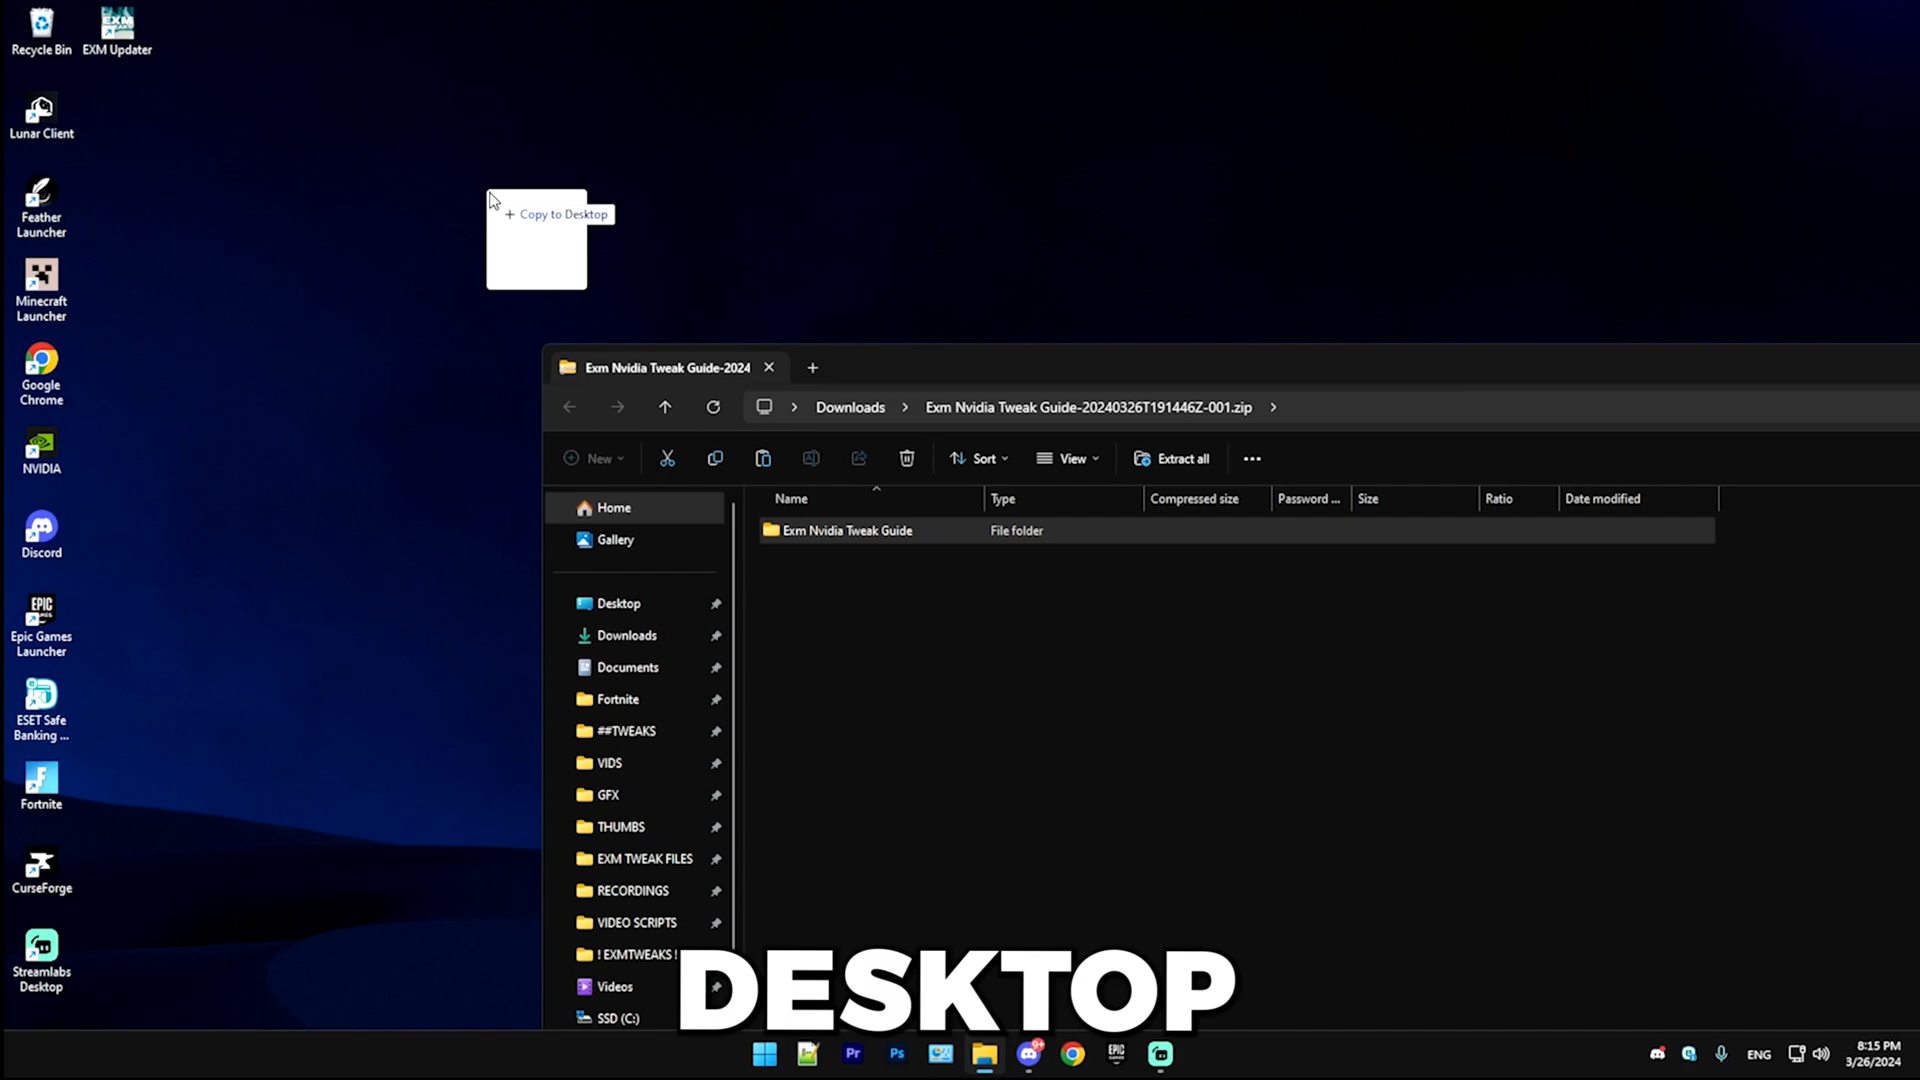 Recycle Bin
EXM Updater
Lunar Client
Feather
Launcher
Minecraft
Launcher
Google
Chrome
NVIDIA
Discord
Epic Games
Launcher
ESET Safe
Banking ...
Fortnite
CurseForge
Streamlabs
Desktop
+ Copy to Desktop
Exm Nvidia Tweak Guide-2024
Downloads > Exm Nvidia Tweak Guide-20240326T191446Z-001.zip >
New
Sort
View
Extract all
Name
Type
Compressed size
Password ...
Size
Ratio
Date modified
Exm Nvidia Tweak Guide
File folder
Home
Gallery
Desktop
Downloads
Documents
Fortnite
##TWEAKS
VIDS
GFX
THUMBS
EXM TWEAK FILES
RECORDINGS
VIDEO SCRIPTS
! EXMTWEAKS !
Videos
SSD (C:)
DESKTOP
Pr
Ps
9+
EPIC
ENG
8:15 PM
3/26/2024